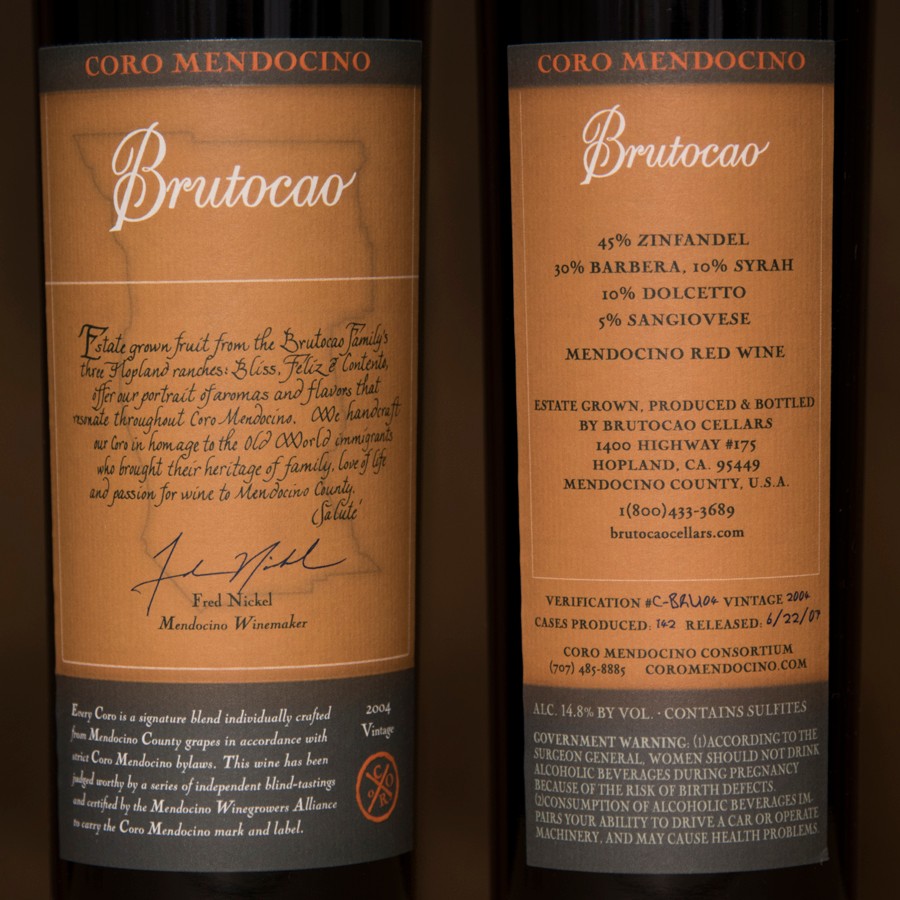 CORO MENDOCINO
Brutocao
Estate grown fruit from the Brutocao Family's
three Hopland ranches: Bliss, Feliz & Contento,
offer our portrait of aromas and flavors that
resonate throughout Coro Mendocino. We handcraft
our Coro in homage to the Old World immigrants
who brought their heritage of family, love of life
and passion for wine to Mendocino County.
Salute'
Fred Nickel
Fred Nickel
Mendocino Winemaker
Every Coro is a signature blend individually crafted
from Mendocino County grapes in accordance with
strict Coro Mendocino bylaws. This wine has been
judged worthy by a series of independent blind-tastings
and certified by the Mendocino Winegrowers Alliance
to carry the Coro Mendocino mark and label.
2004
Vintage
CORO
CORO MENDOCINO
Brutocao
45% ZINFANDEL
30% BARBERA, 10% SYRAH
10% DOLCETTO
5% SANGIOVESE
MENDOCINO RED WINE
ESTATE GROWN, PRODUCED & BOTTLED
BY BRUTOCAO CELLARS
1400 HIGHWAY #175
HOPLAND, CA. 95449
MENDOCINO COUNTY, U.S.A.
1(800)433-3689
brutocaocellars.com
VERIFICATION #C-BRU04 VINTAGE 2004
CASES PRODUCED: 142 RELEASED: 6/22/07
CORO MENDOCINO CONSORTIUM
(707) 485-8885 COROMENDOCINO.COM
ALC. 14.8% BY VOL. · CONTAINS SULFITES
GOVERNMENT WARNING: (1)ACCORDING TO THE
SURGEON GENERAL, WOMEN SHOULD NOT DRINK
ALCOHOLIC BEVERAGES DURING PREGNANCY
BECAUSE OF THE RISK OF BIRTH DEFECTS.
(2)CONSUMPTION OF ALCOHOLIC BEVERAGES IM-
PAIRS YOUR ABILITY TO DRIVE A CAR OR OPERATE
MACHINERY, AND MAY CAUSE HEALTH PROBLEMS.